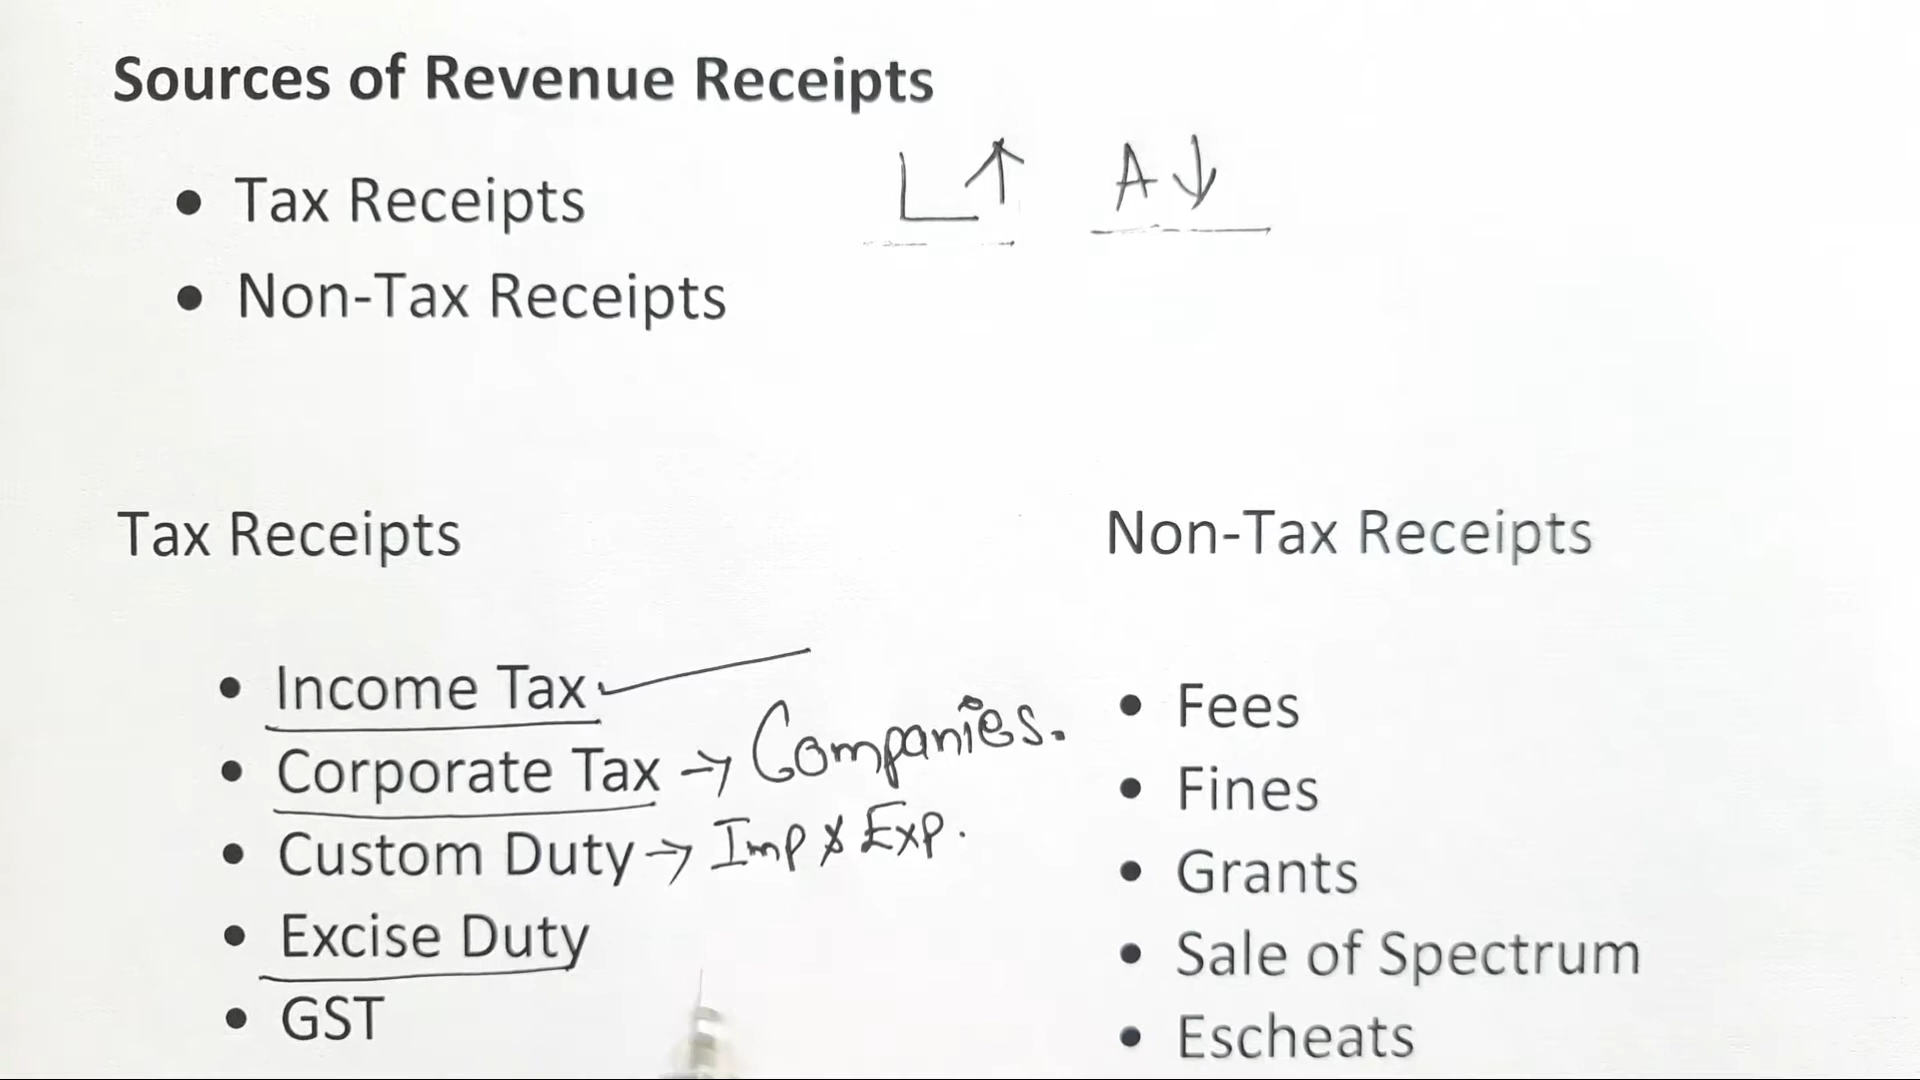 Sources of Revenue Receipts
• Tax Receipts
L↑ A↓
• Non-Tax Receipts
Tax Receipts
• Income Tax
• Corporate Tax → Companies.
• Custom Duty → Imp & Exp.
• Excise Duty
• GST
Non-Tax Receipts
• Fees
• Fines
• Grants
• Sale of Spectrum
• Escheats